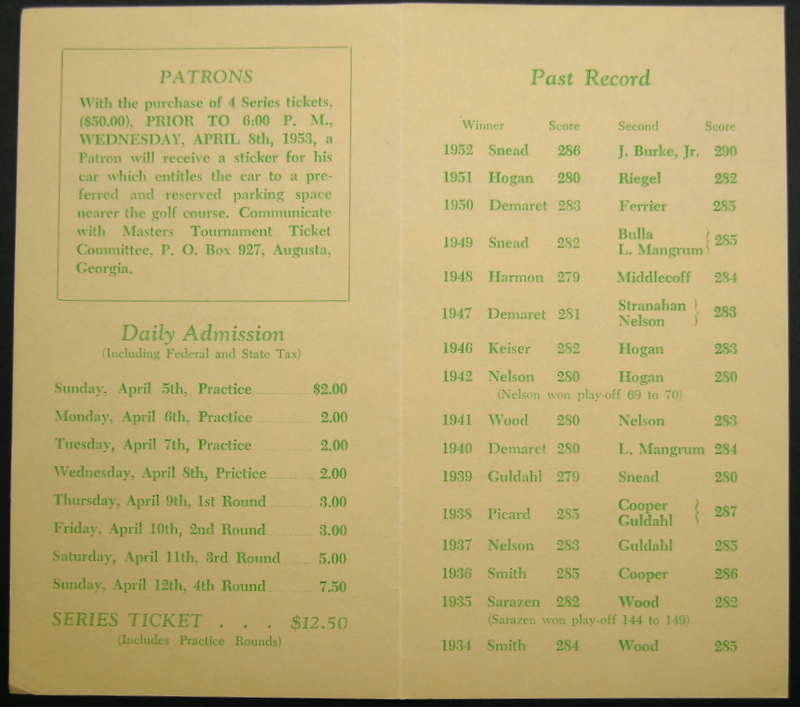 PATRONS
With the purchase of 4 Series tickets,
($50.00), PRIOR TO 6:00 P. M.,
WEDNESDAY, APRIL 8th, 1953, a
Patron will receive a sticker for his
car which entitles the car to a pre-
ferred and reserved parking space
nearer the golf course. Communicate
with Masters Tournament Ticket
Committee, P. O. Box 927, Augusta,
Georgia.
Daily Admission
(Including Federal and State Tax)
Sunday, April 5th, Practice $2.00
Monday, April 6th, Practice 2.00
Tuesday, April 7th, Practice 2.00
Wednesday, April 8th, Prictice 2.00
Thursday, April 9th, 1st Round 3.00
Friday, April 10th, 2nd Round 3.00
Saturday, April 11th, 3rd Round 5.00
Sunday, April 12th, 4th Round 7.50
SERIES TICKET . . . $12.50
(Includes Practice Rounds)
Past Record
Winner Score Second Score
1952 Snead 286 J. Burke, Jr. 290
1951 Hogan 280 Riegel 282
1950 Demaret 283 Ferrier 285
1949 Snead 282 Bulla
L. Mangrum } 285
1948 Harmon 279 Middlecoff 284
1947 Demaret 281 Stranahan
Nelson } 283
1946 Keiser 282 Hogan 283
1942 Nelson 280 Hogan 280
(Nelson won play-off 69 to 70)
1941 Wood 280 Nelson 283
1940 Demaret 280 L. Mangrum 284
1939 Guldahl 279 Snead 280
1938 Picard 285 Cooper
Guldahl } 287
1937 Nelson 283 Guldahl 285
1936 Smith 285 Cooper 286
1935 Sarazen 282 Wood 282
(Sarazen won play-off 144 to 149)
1934 Smith 284 Wood 285